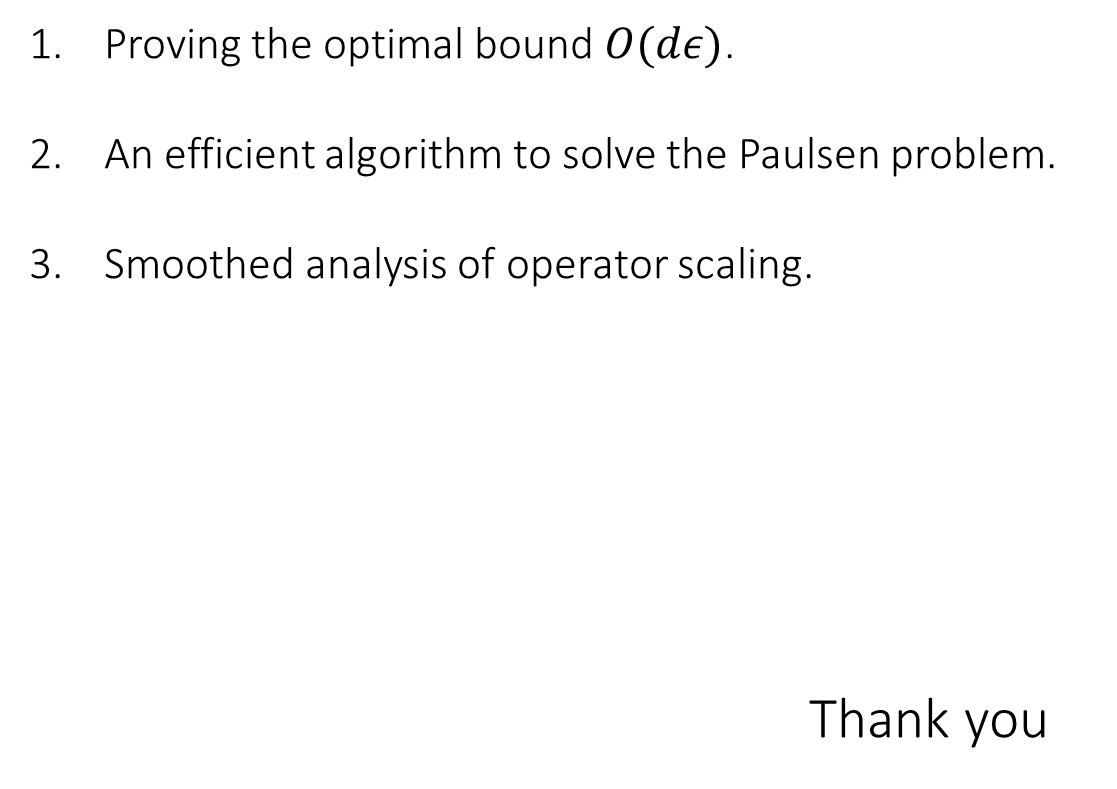 1. Proving the optimal bound O(dϵ).
2. An efficient algorithm to solve the Paulsen problem.
3. Smoothed analysis of operator scaling.
Thank you